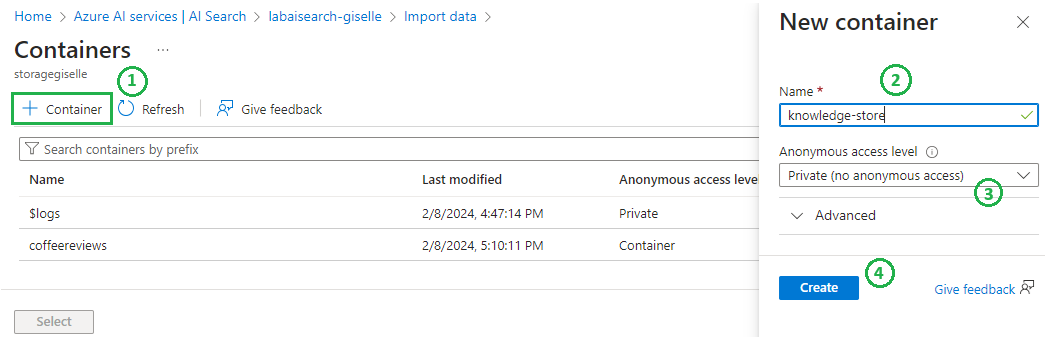 Home > Azure AI services | AI Search > labaisearch-giselle > Import data >
Containers ...
storagegiselle
1
+ Container Refresh Give feedback
Search containers by prefix
Name Last modified Anonymous access level
$logs 2/8/2024, 4:47:14 PM Private
coffeereviews 2/8/2024, 5:10:11 PM Container
Select
New container
2
Name *
knowledge-store
Anonymous access level
Private (no anonymous access)
3
Advanced
4
Create Give feedback